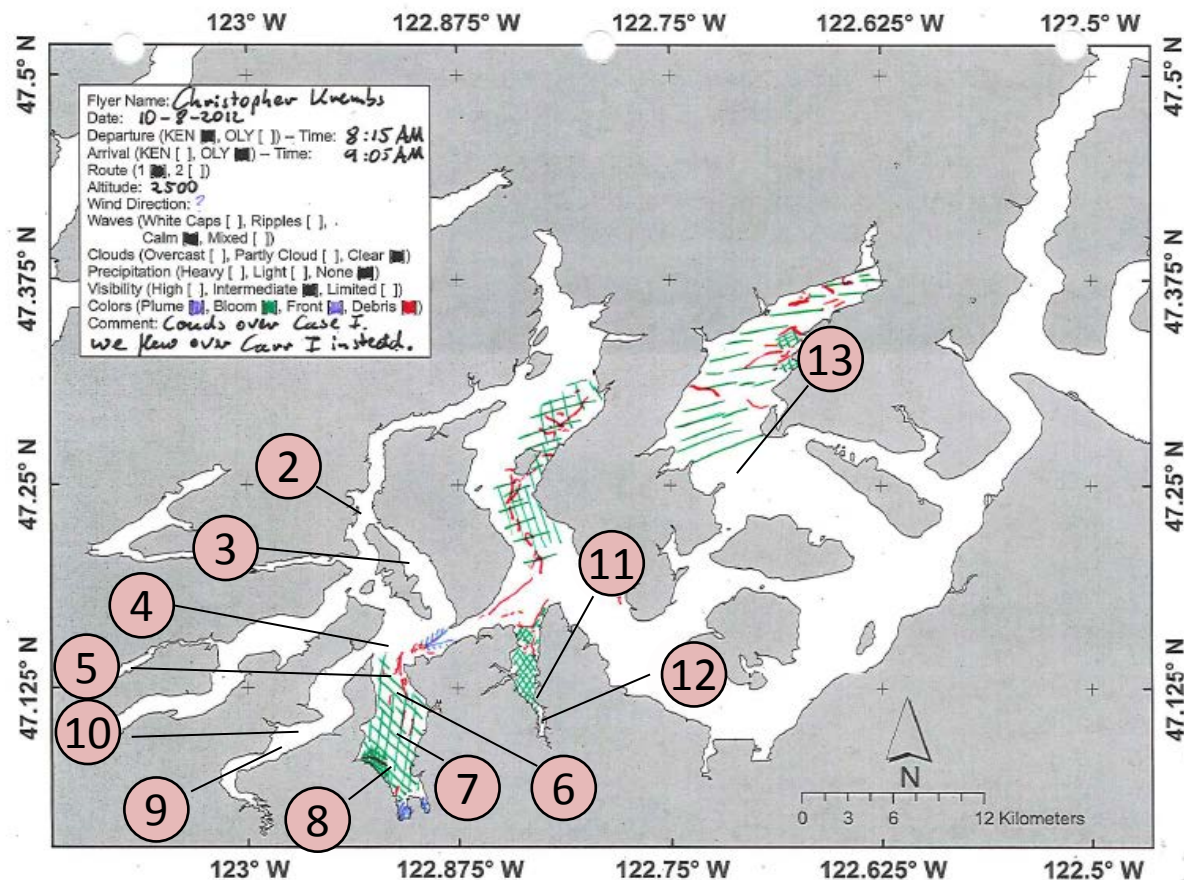 123° W 122.875° W 122.75° W 122.625° W 122.5° W
47.5° N 47.5° N
Flyer Name: Christopher Krembs
Date: 10-8-2012
Departure (KEN [ ], OLY [ ]) – Time: 8:15 AM
Arrival (KEN [ ], OLY [ ]) – Time: 9:05 AM
Route (1 [ ], 2 [ ])
Altitude: 2500
Wind Direction: ?
Waves (White Caps [ ], Ripples [ ],
Calm [ ], Mixed [ ])
Clouds (Overcast [ ], Partly Cloud [ ], Clear [ ])
Precipitation (Heavy [ ], Light [ ], None [ ])
Visibility (High [ ], Intermediate [ ], Limited [ ])
Colors (Plume [ ], Bloom [ ], Front [ ], Debris [ ])
Comment: Couds over Case I.
we flew over Carr I instead.
47.375° N 47.375° N
13
2
47.25° N 47.25° N
3
11
4
5
12
47.125° N 47.125° N
10
9
8
7
6
N
0 3 6 12 Kilometers
123° W 122.875° W 122.75° W 122.625° W 122.5° W